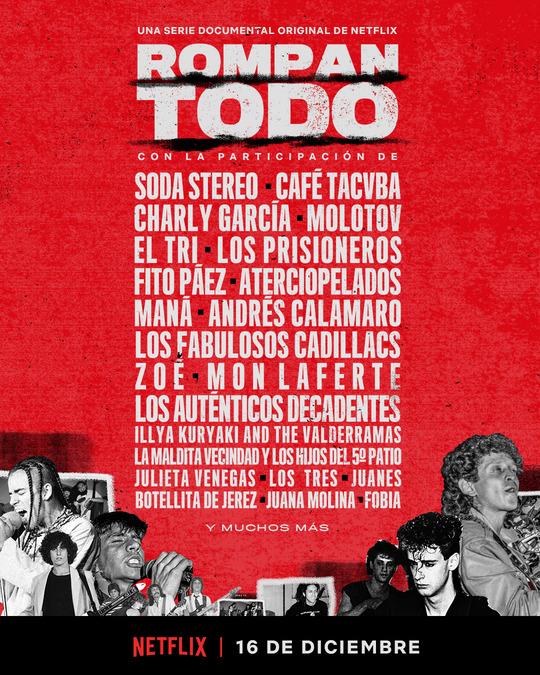 UNA SERIE DOCUMENTAL ORIGINAL DE NETFLIX
ROMPAN
TODO
CON LA PARTICIPACIÓN DE
SODA STEREO · CAFÉ TACVBA
CHARLY GARCÍA · MOLOTOV
EL TRI · LOS PRISIONEROS
FITO PÁEZ · ATERCIOPELADOS
MANÁ · ANDRÉS CALAMARO
LOS FABULOSOS CADILLACS
ZOÉ · MON LAFERTE
LOS AUTÉNTICOS DECADENTES
ILLYA KURYAKI AND THE VALDERRAMAS
LA MALDITA VECINDAD Y LOS HIJOS DEL 5º PATIO
JULIETA VENEGAS · LOS TRES · JUANES
BOTELLITA DE JEREZ · JUANA MOLINA · FOBIA
Y MUCHOS MÁS
NETFLIX | 16 DE DICIEMBRE